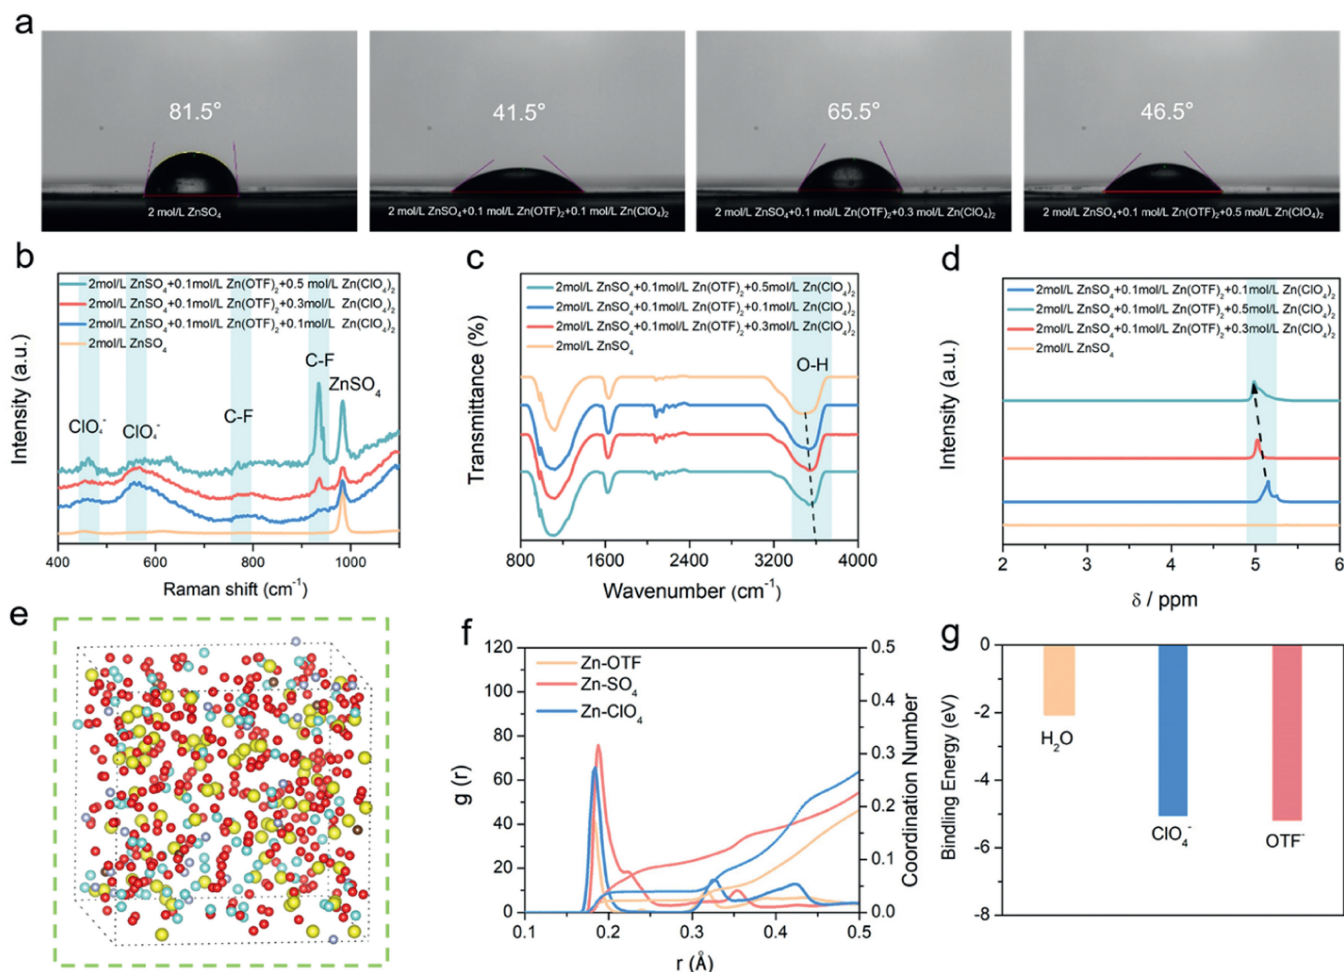 a
81.5°
2 mol/L ZnSO₄
41.5°
2 mol/L ZnSO₄+0.1 mol/L Zn(OTF)₂+0.1 mol/L Zn(ClO₄)₂
65.5°
2 mol/L ZnSO₄+0.1 mol/L Zn(OTF)₂+0.3 mol/L Zn(ClO₄)₂
46.5°
2 mol/L ZnSO₄+0.1 mol/L Zn(OTF)₂+0.5 mol/L Zn(ClO₄)₂
b
2mol/L ZnSO₄+0.1mol/L Zn(OTF)₂+0.5 mol/L Zn(ClO₄)₂
2mol/L ZnSO₄+0.1mol/L Zn(OTF)₂+0.3mol/L Zn(ClO₄)₂
2mol/L ZnSO₄+0.1mol/L Zn(OTF)₂+0.1mol/L Zn(ClO₄)₂
2mol/L ZnSO₄
C-F
ZnSO₄
C-F
ClO₄⁻
ClO₄⁻
Intensity (a.u.)
400 600 800 1000
Raman shift (cm⁻¹)
c
2mol/L ZnSO₄+0.1mol/L Zn(OTF)₂+0.5mol/L Zn(ClO₄)₂
2mol/L ZnSO₄+0.1mol/L Zn(OTF)₂+0.1mol/L Zn(ClO₄)₂
2mol/L ZnSO₄+0.1mol/L Zn(OTF)₂+0.3mol/L Zn(ClO₄)₂
2mol/L ZnSO₄
O-H
Transmittance (%)
800 1600 2400 3200 4000
Wavenumber (cm⁻¹)
d
2mol/L ZnSO₄+0.1mol/L Zn(OTF)₂+0.1mol/L Zn(ClO₄)₂
2mol/L ZnSO₄+0.1mol/L Zn(OTF)₂+0.5mol/L Zn(ClO₄)₂
2mol/L ZnSO₄+0.1mol/L Zn(OTF)₂+0.3mol/L Zn(ClO₄)₂
2mol/L ZnSO₄
Intensity (a.u.)
2 3 4 5 6
δ / ppm
e
f
Zn-OTF
Zn-SO₄
Zn-ClO₄
120
100
80
60
40
20
0
g (r)
0.5
0.4
0.3
0.2
0.1
0.0
Coordination Number
0.1 0.2 0.3 0.4 0.5
r (Å)
g
0
-2
-4
-6
-8
Binding Energy (eV)
H₂O
ClO₄⁻
OTF⁻